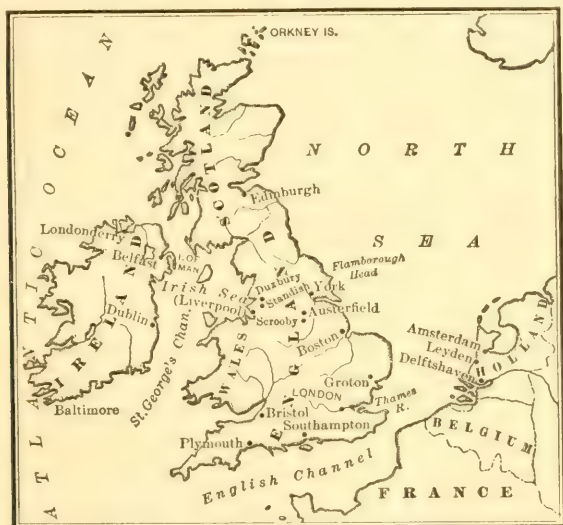 ORKNEY IS.
ATLANTIC OCEAN
NORTH
SEA
SCOTLAND
Edinburgh
Londonderry
Belfast
I. OF
MAN
Irish Sea
Flamborough
Head
Duxbury
Standish
York
(Liverpool
Scrooby
Austerfield
Dublin
IRELAND
St. George's Chan.
WALES
ENGLAND
Boston
Amsterdam
Leyden
Delftshaven
HOLLAND
Groton
LONDON
Thames
R.
Baltimore
Bristol
Southampton
Plymouth
BELGIUM
English Channel
FRANCE